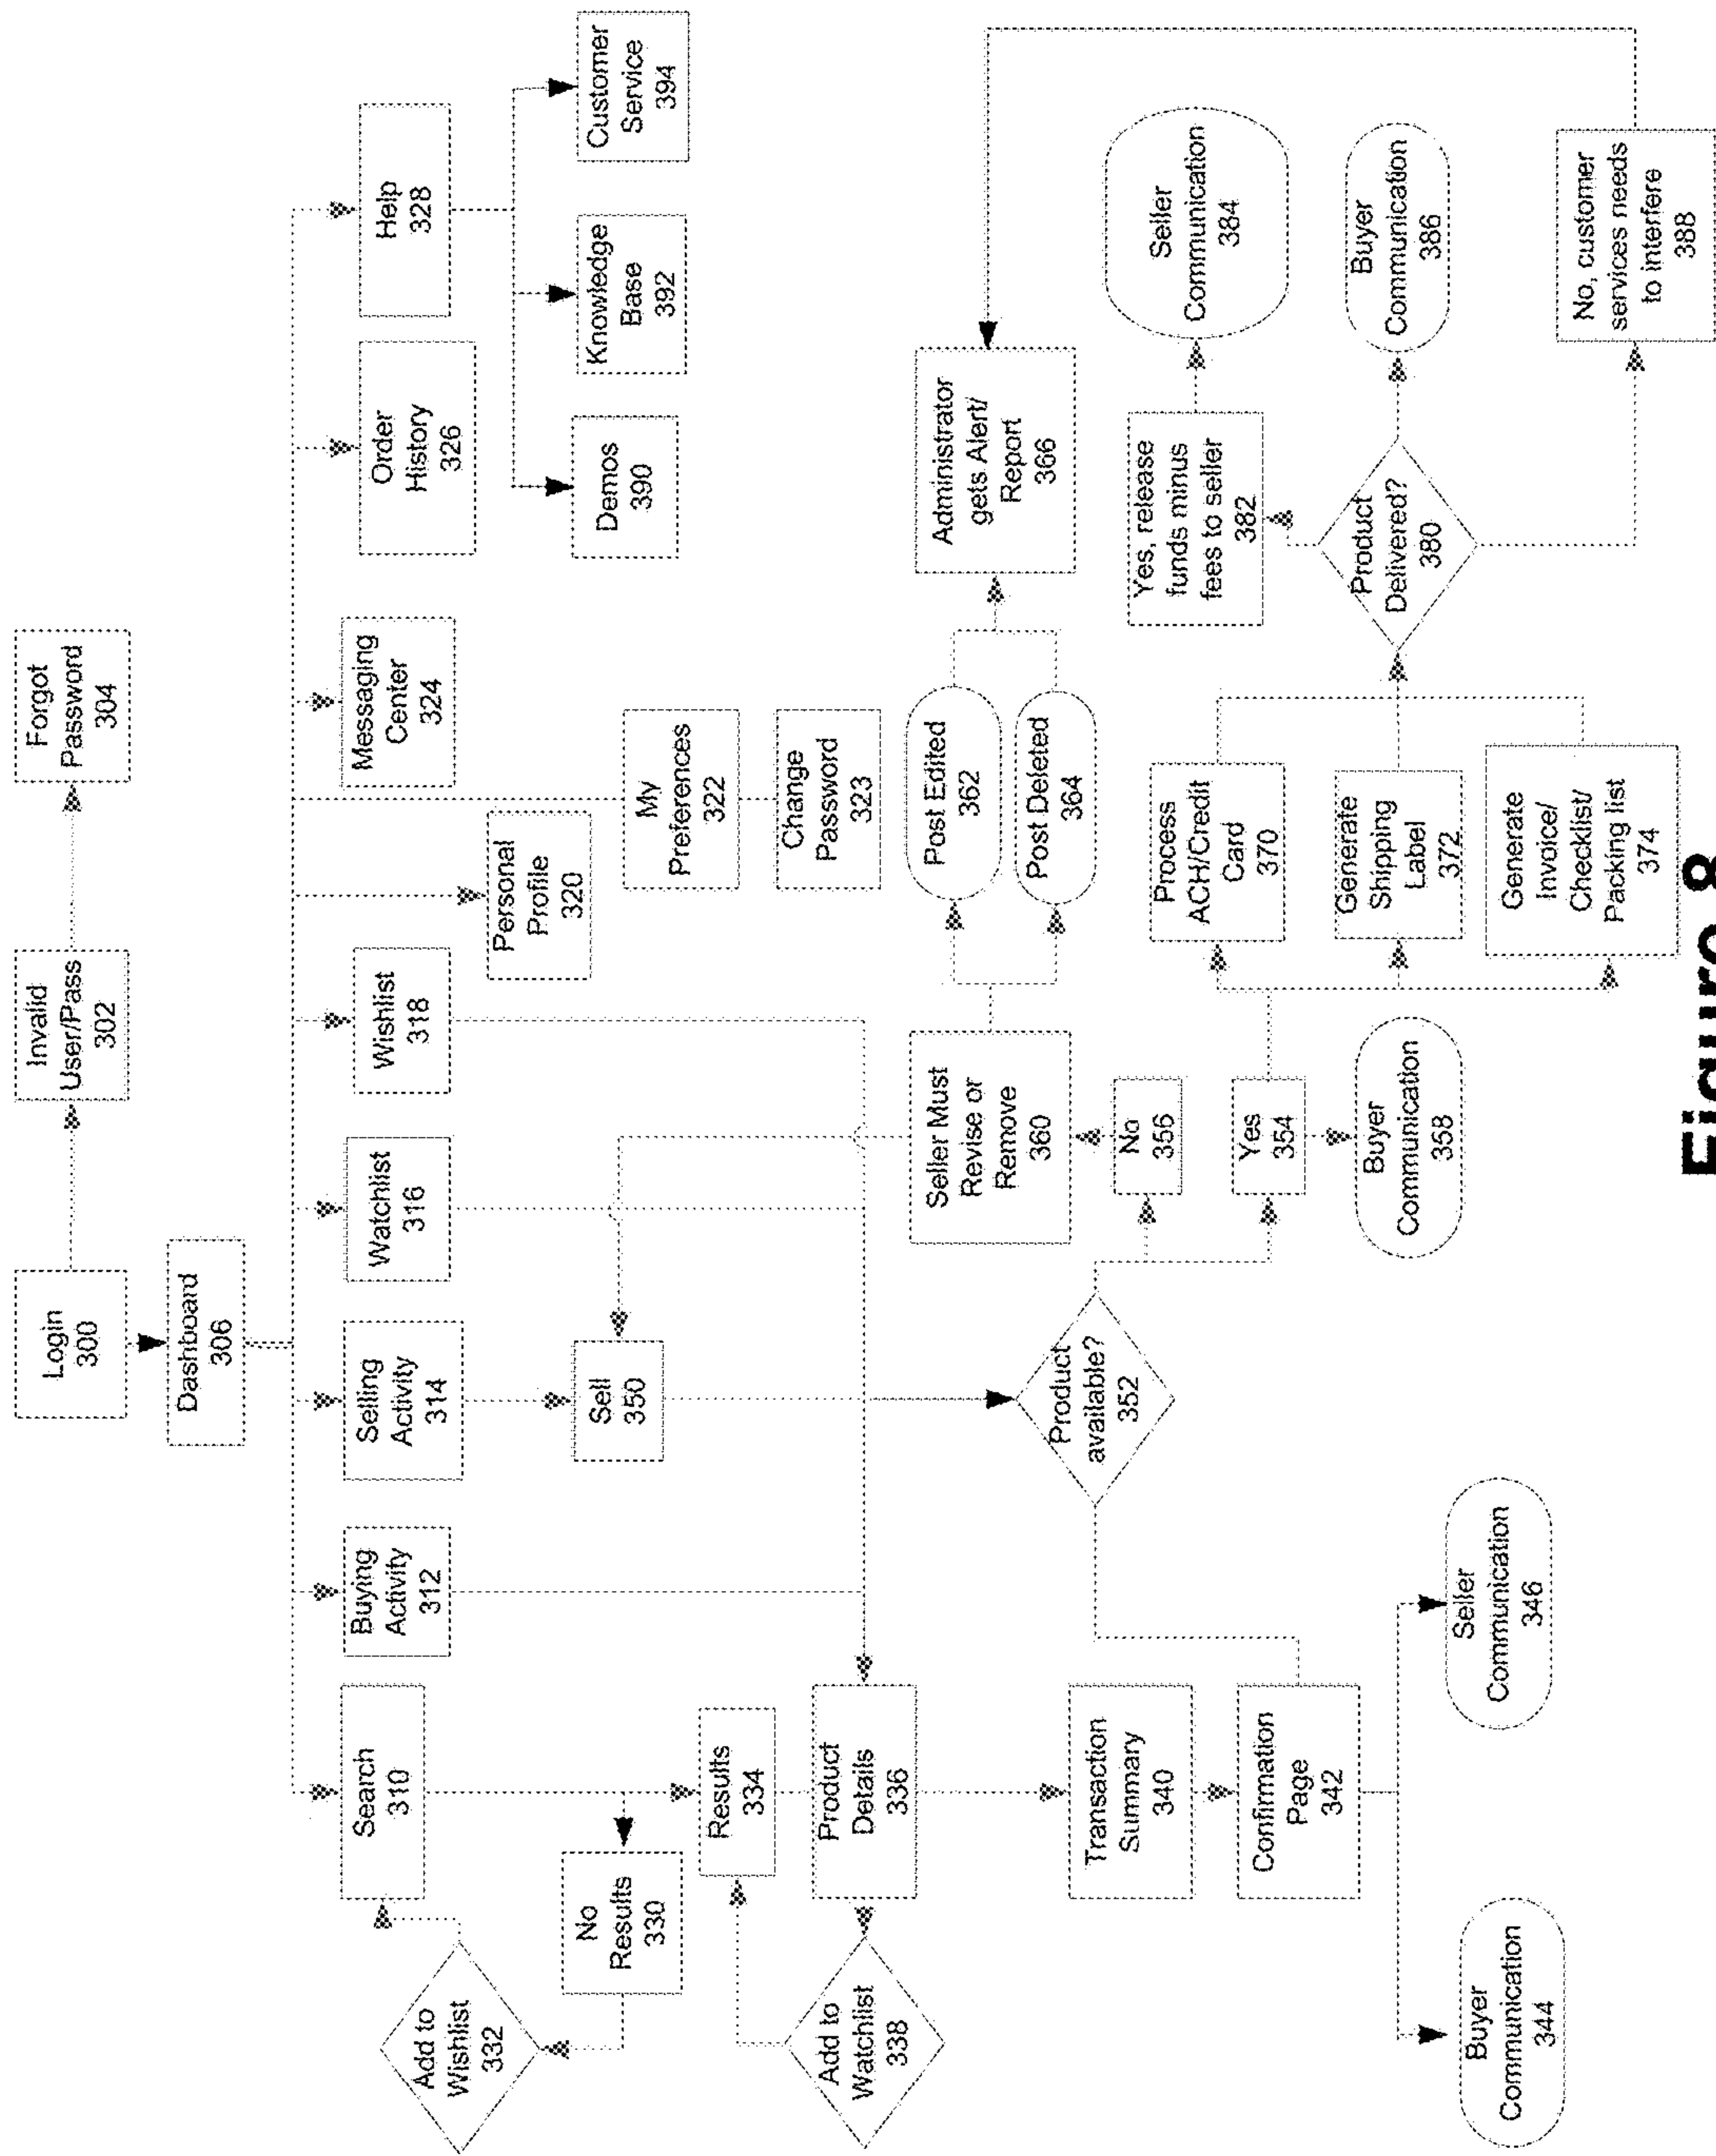 Login
300
Invalid
User/Pass
302
Forgot
Password
304
Dashboard
306
Search
310
Buying
Activity
312
Selling
Activity
314
Watchlist
316
Wishlist
318
Personal
Profile
320
My
Preferences
322
Change
Password
323
Messaging
Center
324
Order
History
326
Help
328
Demos
390
Knowledge
Base
392
Customer
Service
394
Add to
Wishlist
332
No
Results
330
Results
334
Product
Details
336
Add to
Watchlist
338
Transaction
Summary
340
Confirmation
Page
342
Buyer
Communication
344
Seller
Communication
346
Sell
350
Product
available?
352
No
356
Yes
354
Buyer
Communication
358
Seller Must
Revise or
Remove
360
Post Edited
362
Post Deleted
364
Administrator
gets Alert/
Report
366
Process
ACH/Credit
Card
370
Generate
Shipping
Label
372
Generate
Invoice/
Checklist/
Packing list
374
Product
Delivered?
380
Yes, release
funds minus
fees to seller
382
Seller
Communication
384
Buyer
Communication
386
No, customer
services needs
to interfere
388
Figure 8